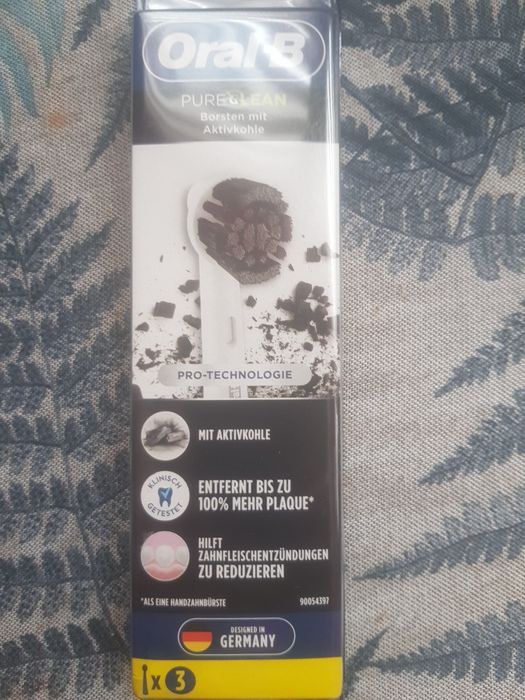 Oral-B
PURE CLEAN
Borsten mit
Aktivkohle
PRO-TECHNOLOGIE
MIT AKTIVKOHLE
KLINISCH
GETESTET
ENTFERNT BIS ZU
100% MEHR PLAQUE*
HILFT
ZAHNFLEISCHENTZÜNDUNGEN
ZU REDUZIEREN
*ALS EINE HANDZAHNBÜRSTE
90054397
DESIGNED IN
GERMANY
x 3